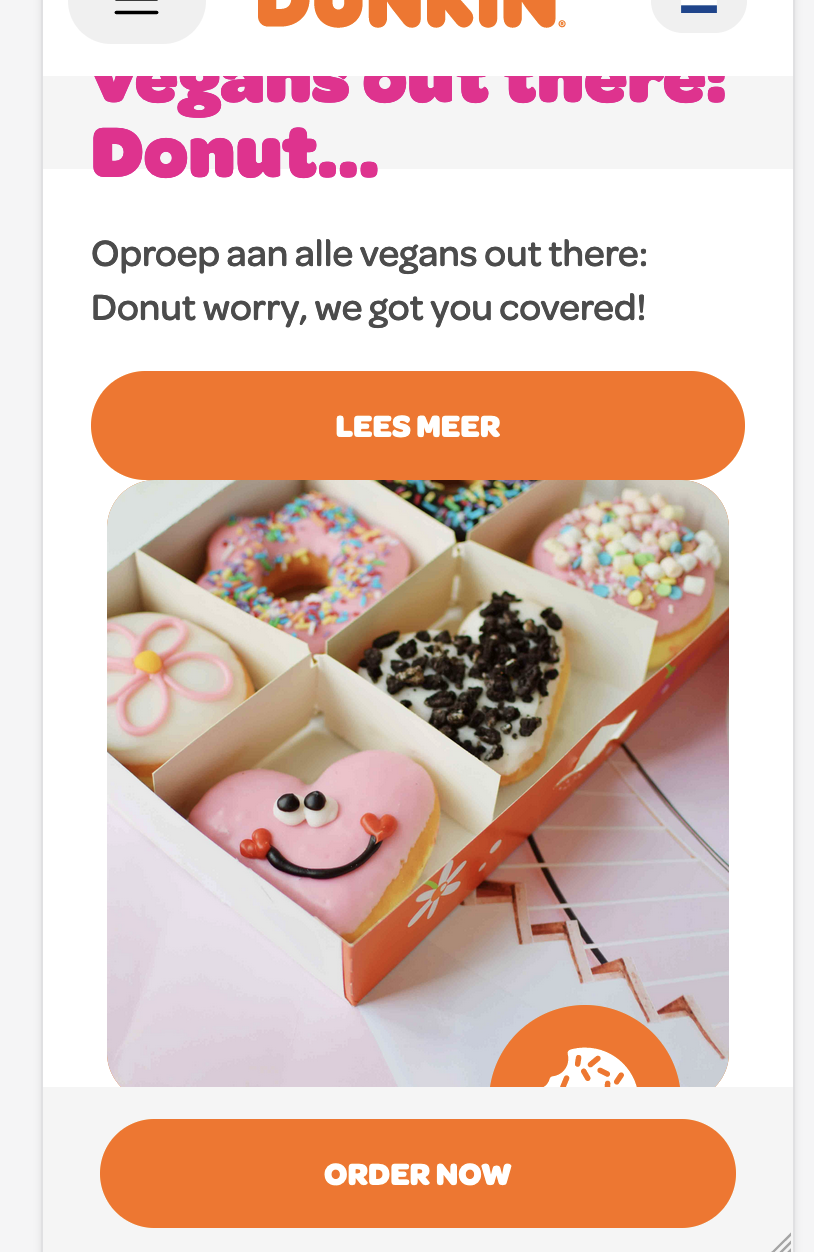 DUNKIN'®
Vegans out there!
Donut...
Oproep aan alle vegans out there:
Donut worry, we got you covered!
LEES MEER
ORDER NOW